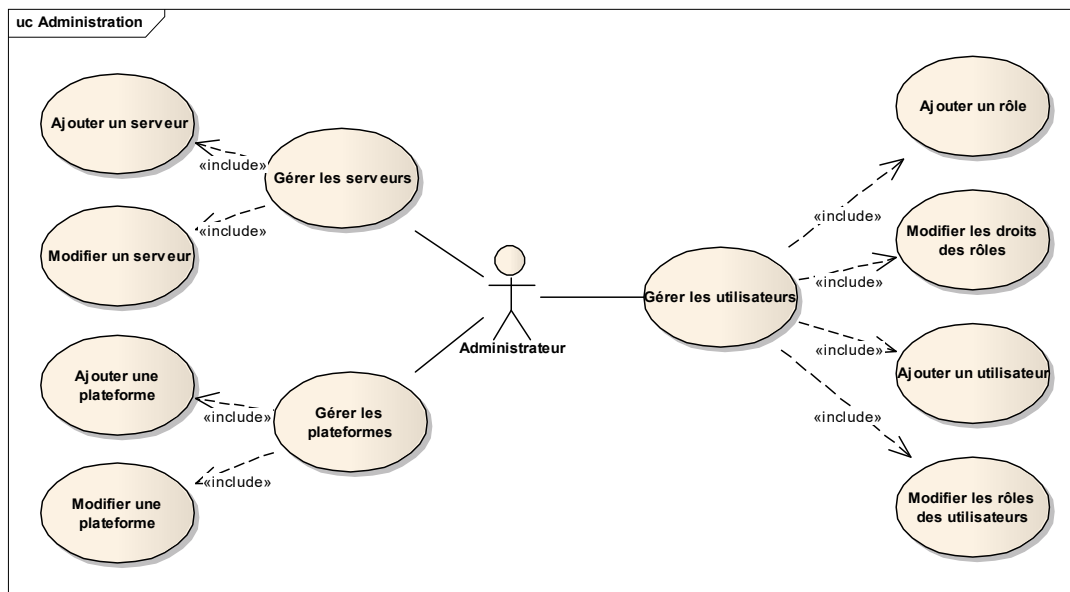 uc Administration
Ajouter un serveur
«include»
Gérer les serveurs
Modifier un serveur
«include»
Ajouter une
plateforme
«include»
Gérer les
plateformes
Modifier une
plateforme
«include»
Administrateur
Gérer les utilisateurs
«include»
Ajouter un rôle
«include»
Modifier les droits
des rôles
«include»
Ajouter un utilisateur
«include»
Modifier les rôles
des utilisateurs